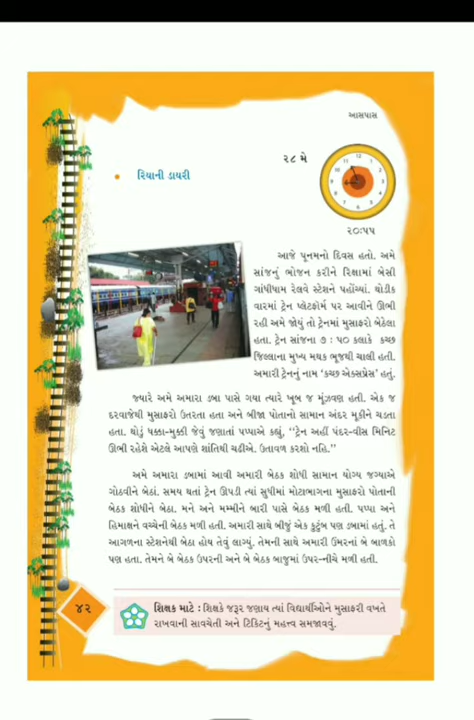 આસપાસ
૨૮ મે
• રિયાની ડાયરી
૨૦:૫૫
આજે પૂનમનો દિવસ હતો. અમે
સાંજનું ભોજન કરીને રિક્ષામાં બેસી
ગાંધીધામ રેલવે સ્ટેશને પહોંચ્યાં. થોડીક
વારમાં ટ્રેન પ્લેટફોર્મ પર આવીને ઊભી
રહી અમે જોયું તો ટ્રેનમાં મુસાફરો બેઠેલા
હતા. ટ્રેન સાંજના ૭ : ૫૦ કલાકે કચ્છ
જિલ્લાના મુખ્ય મથક ભૂજથી ચાલી હતી.
અમારી ટ્રેનનું નામ ‘કચ્છ એક્સપ્રેસ’ હતું.
જ્યારે અમે અમારા ડબા પાસે ગયા ત્યારે ખૂબ જ મૂંઝવણ હતી. એક જ
દરવાજેથી મુસાફરો ઉતરતા હતા અને બીજા પોતાનો સામાન અંદર મૂકીને ચડતા
હતા. થોડું ધક્કા-મુક્કી જેવું જણાતાં પપ્પાએ કહ્યું, ‘‘ટ્રેન અહીં પંદર-વીસ મિનિટ
ઊભી રહેશે એટલે આપણે શાંતિથી ચઢીએ. ઉતાવળ કરશો નહિ.’’
અમે અમારા ડબામાં આવી અમારી બેઠક શોધી સામાન યોગ્ય જગ્યાએ
ગોઠવીને બેઠાં. સમય થતાં ટ્રેન ઊપડી ત્યાં સુધીમાં મોટાભાગના મુસાફરો પોતાની
બેઠક શોધીને બેઠા. મને અને મમ્મીને બારી પાસે બેઠક મળી હતી. પપ્પા અને
હિમાક્ષને વચ્ચેની બેઠક મળી હતી. અમારી સાથે બીજું એક કુટુંબ પણ ડબામાં હતું. તે
આગળના સ્ટેશનેથી બેઠા હોય તેવું લાગ્યું. તેમની સાથે અમારી ઉંમરનાં બે બાળકો
પણ હતા. તેમને બે બેઠક ઉપરની અને બે બેઠક બાજુમાં ઉપર-નીચે મળી હતી.
૪૨
શિક્ષક માટે : શિક્ષકે જરૂર જણાય ત્યાં વિદ્યાર્થીઓને મુસાફરી વખતે
રાખવાની સાવચેતી અને ટિકિટનું મહત્ત્વ સમજાવવું.